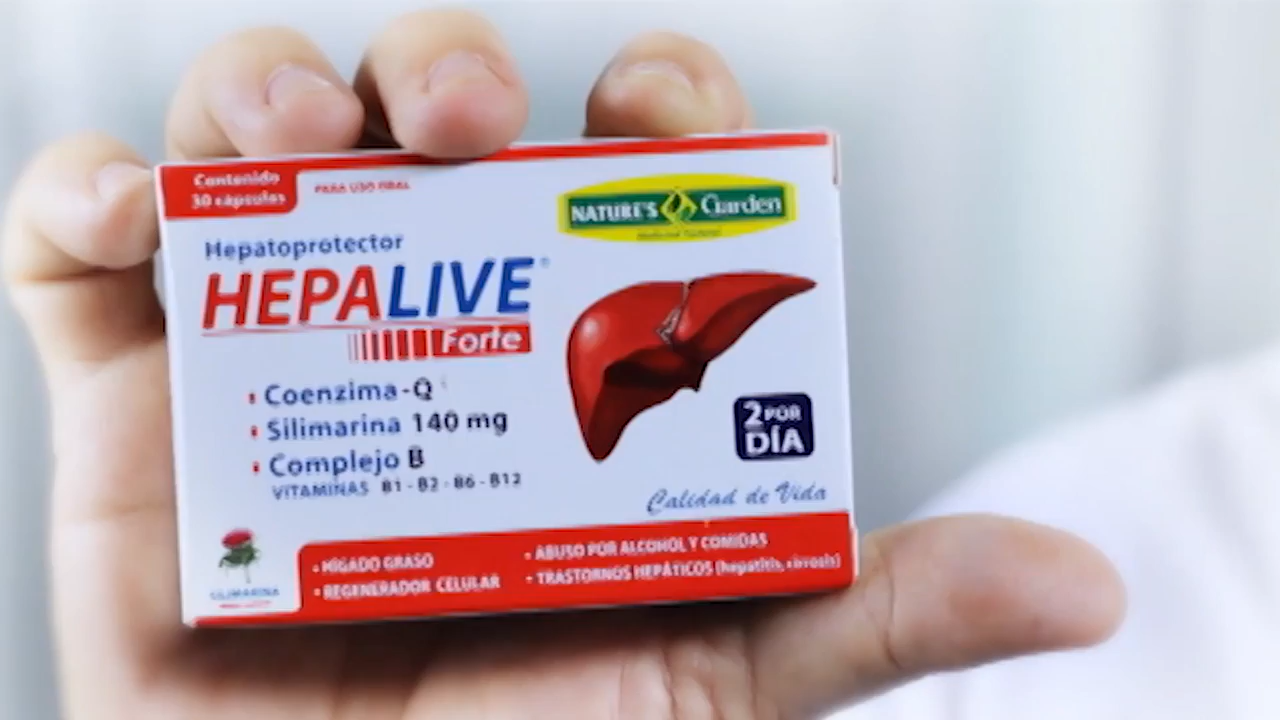 Contenido
30 cápsulas
PARA USO ORAL
NATURE'S Garden
Medicina Natural
Hepatoprotector
HEPALIVE®
Forte
Coenzima-Q
Silimarina 140 mg
Complejo B
VITAMINAS B1 - B2 - B6 - B12
2 POR
DÍA
Calidad de Vida
SILIMARINA
• HÍGADO GRASO
• REGENERADOR CELULAR
• ABUSO POR ALCOHOL Y COMIDAS
• TRASTORNOS HEPÁTICOS (hepatitis, cirrosis)